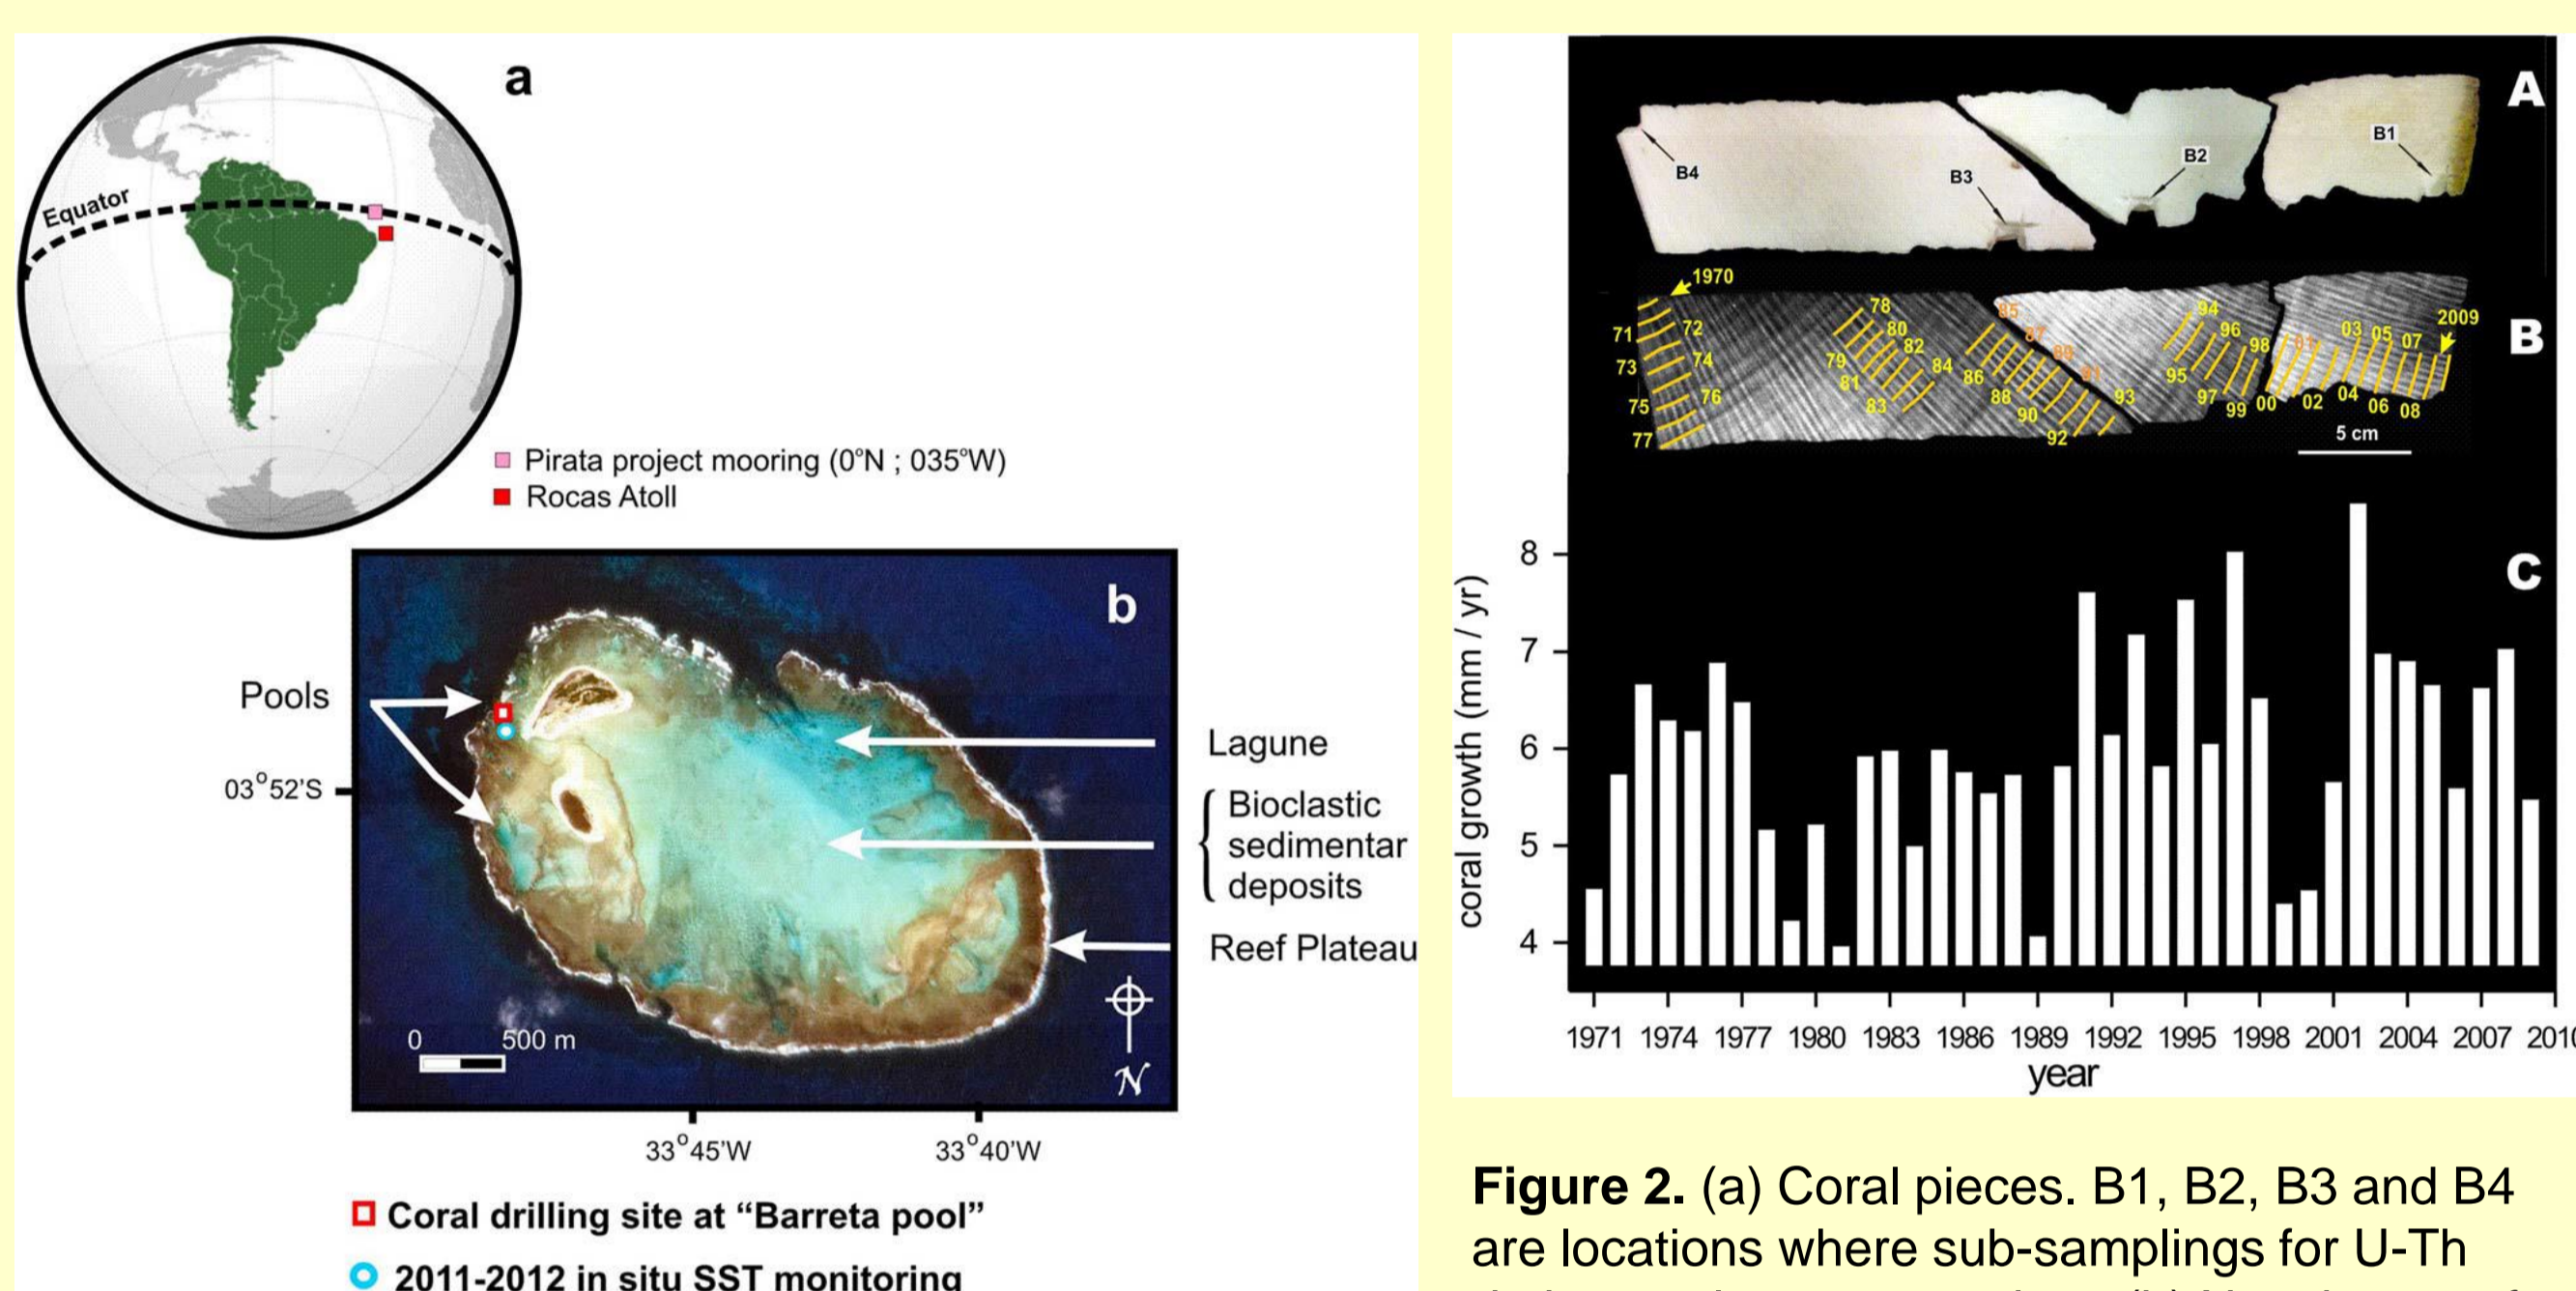 a
Equator
Pirata project mooring (0°N ; 035°W)
Rocas Atoll
b
Pools
03°52'S
Lagune
Bioclastic
sedimentar
deposits
Reef Plateau
0 500 m
N
33°45'W 33°40'W
Coral drilling site at “Barreta pool”
2011-2012 in situ SST monitoring
A
B1
B2
B3
B4
B
1970
71
72
73
74
75
76
77
78
79
80
81
82
83
84
85
86
87
88
89
90
91
92
93
94
95
96
97
98
99
00
01
02
03
04
05
06
07
08
2009
5 cm
C
coral growth (mm / yr)
8
7
6
5
4
1971 1974 1977 1980 1983 1986 1989 1992 1995 1998 2001 2004 2007 2010
year
Figure 2. (a) Coral pieces. B1, B2, B3 and B4
are locations where sub-samplings for U-Th